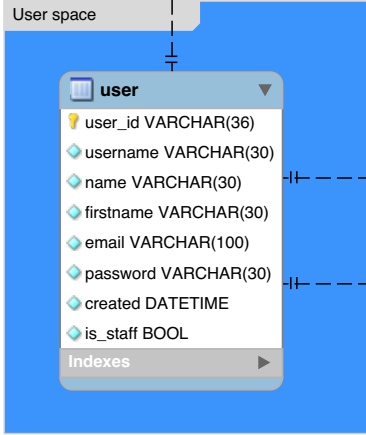 User space
user
user_id VARCHAR(36)
username VARCHAR(30)
name VARCHAR(30)
firstname VARCHAR(30)
email VARCHAR(100)
password VARCHAR(30)
created DATETIME
is_staff BOOL
Indexes